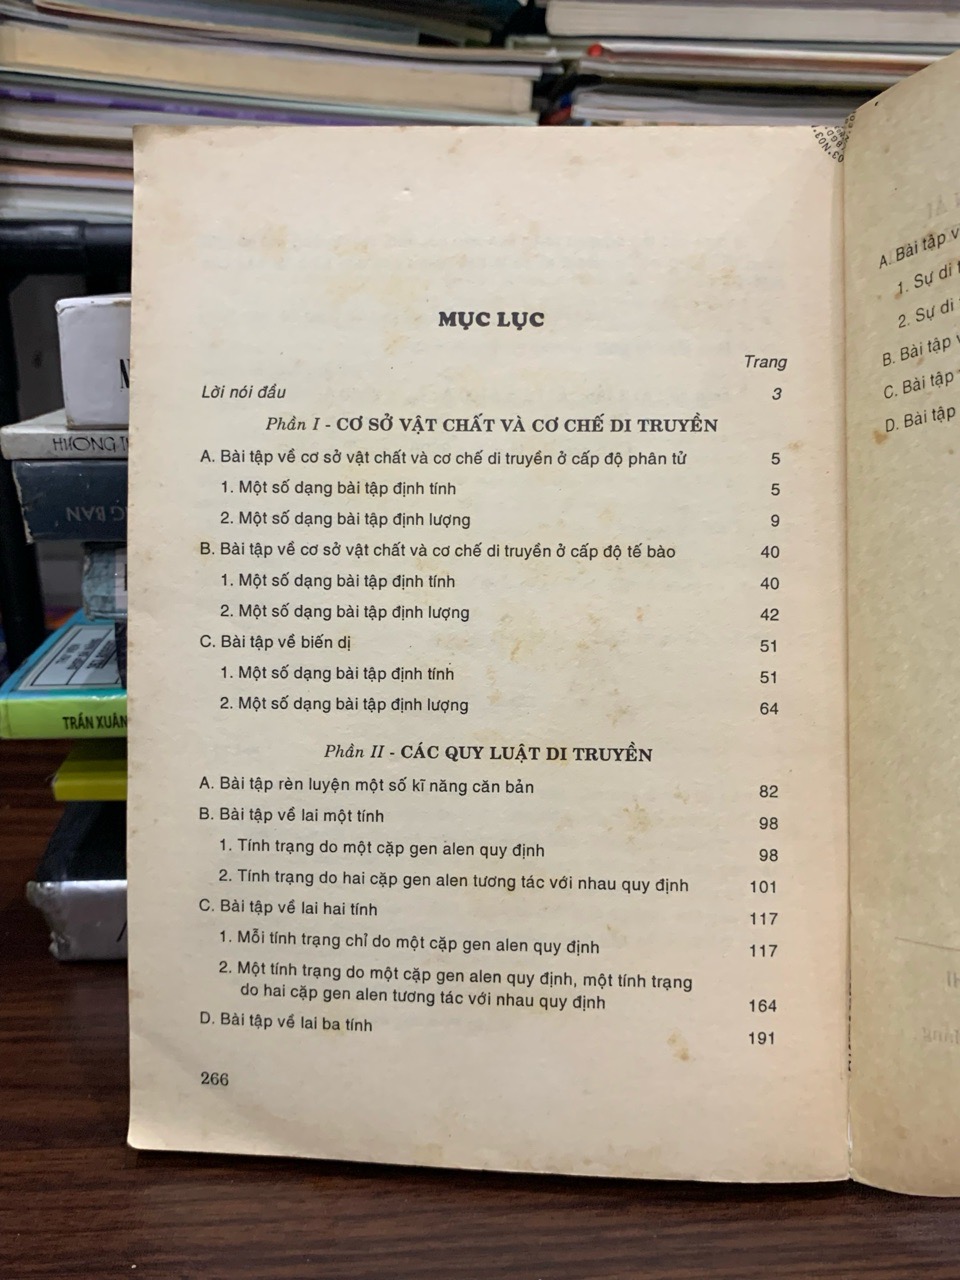 MỤC LỤC
Trang
Lời nói đầu 3
Phần I - CƠ SỞ VẬT CHẤT VÀ CƠ CHẾ DI TRUYỀN
A. Bài tập về cơ sở vật chất và cơ chế di truyền ở cấp độ phân tử 5
1. Một số dạng bài tập định tính 5
2. Một số dạng bài tập định lượng 9
B. Bài tập về cơ sở vật chất và cơ chế di truyền ở cấp độ tế bào 40
1. Một số dạng bài tập định tính 40
2. Một số dạng bài tập định lượng 42
C. Bài tập về biến dị 51
1. Một số dạng bài tập định tính 51
2. Một số dạng bài tập định lượng 64
Phần II - CÁC QUY LUẬT DI TRUYỀN
A. Bài tập rèn luyện một số kĩ năng căn bản 82
B. Bài tập về lai một tính 98
1. Tính trạng do một cặp gen alen quy định 98
2. Tính trạng do hai cặp gen alen tương tác với nhau quy định 101
C. Bài tập về lai hai tính 117
1. Mỗi tính trạng chỉ do một cặp gen alen quy định 117
2. Một tính trạng do một cặp gen alen quy định, một tính trạng
do hai cặp gen alen tương tác với nhau quy định 164
D. Bài tập về lai ba tính 191
266
A. Bài tập
1. Sự di
2. Sự di
B. Bài tập
C. Bài tập
D. Bài tập
HƯƠNG
BAN
TRẦN XUÂN